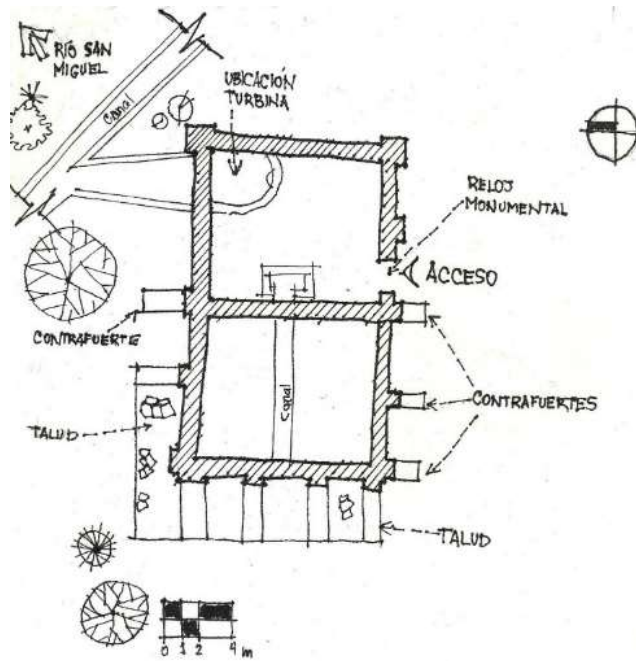 RÍO SAN
MIGUEL
Canal
UBICACIÓN
TURBINA
RELOJ
MONUMENTAL
ACCESO
CONTRAFUERTE
CONTRAFUERTES
Canal
TALUD
TALUD
0 1 2 4 m